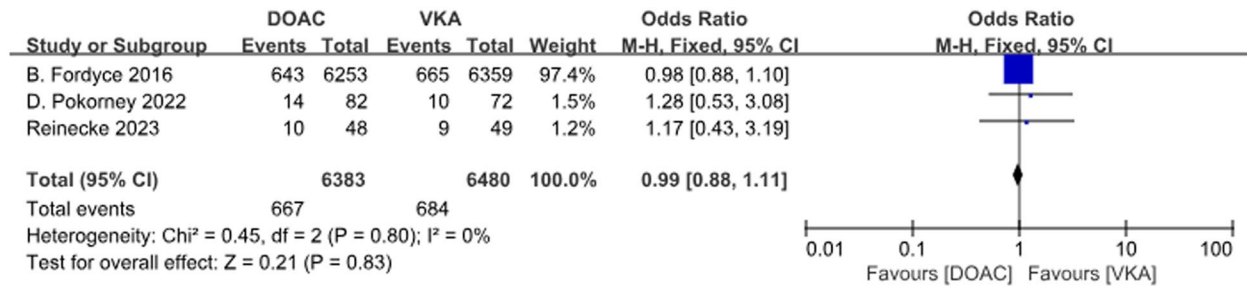 DOAC VKA Odds Ratio Odds Ratio
Study or Subgroup Events Total Events Total Weight M-H, Fixed, 95% CI M-H, Fixed, 95% CI
B. Fordyce 2016 643 6253 665 6359 97.4% 0.98 [0.88, 1.10]
D. Pokorney 2022 14 82 10 72 1.5% 1.28 [0.53, 3.08]
Reinecke 2023 10 48 9 49 1.2% 1.17 [0.43, 3.19]
Total (95% CI) 6383 6480 100.0% 0.99 [0.88, 1.11]
Total events 667 684
Heterogeneity: Chi² = 0.45, df = 2 (P = 0.80); I² = 0%
Test for overall effect: Z = 0.21 (P = 0.83)
0.01 0.1 1 10 100
Favours [DOAC] Favours [VKA]